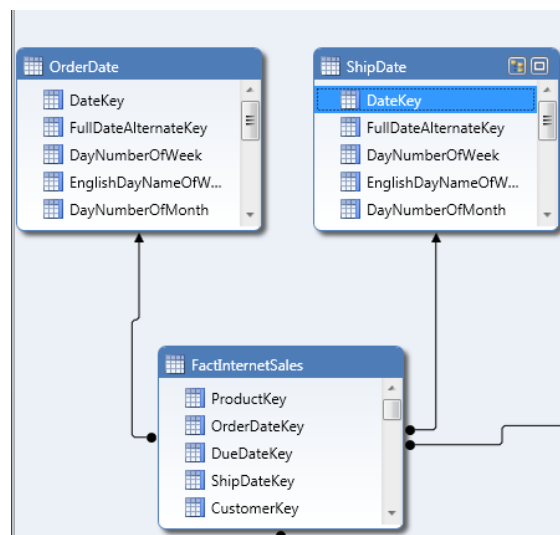 OrderDate
DateKey
FullDateAlternateKey
DayNumberOfWeek
EnglishDayNameOfW...
DayNumberOfMonth
ShipDate
DateKey
FullDateAlternateKey
DayNumberOfWeek
EnglishDayNameOfW...
DayNumberOfMonth
FactInternetSales
ProductKey
OrderDateKey
DueDateKey
ShipDateKey
CustomerKey